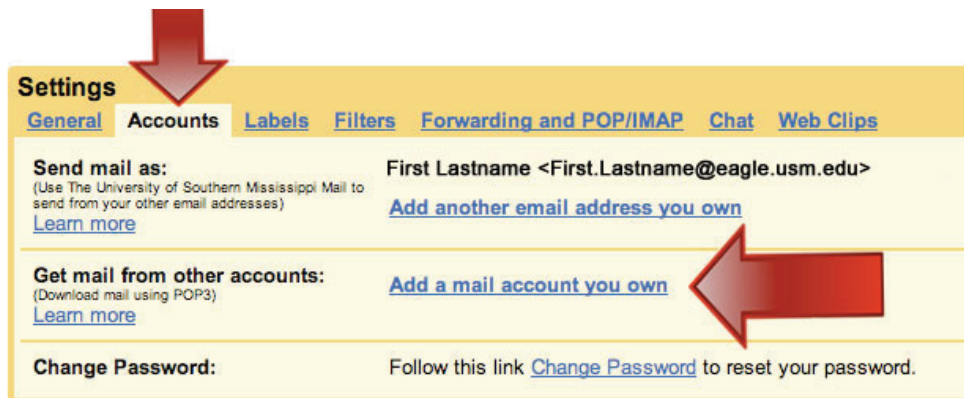 Settings
General Accounts Labels Filters Forwarding and POP/IMAP Chat Web Clips
Send mail as:
(Use The University of Southern Mississippi Mail to
send from your other email addresses)
Learn more
First Lastname <First.Lastname@eagle.usm.edu>
Add another email address you own
Get mail from other accounts:
(Download mail using POP3)
Learn more
Add a mail account you own
Change Password:
Follow this link Change Password to reset your password.